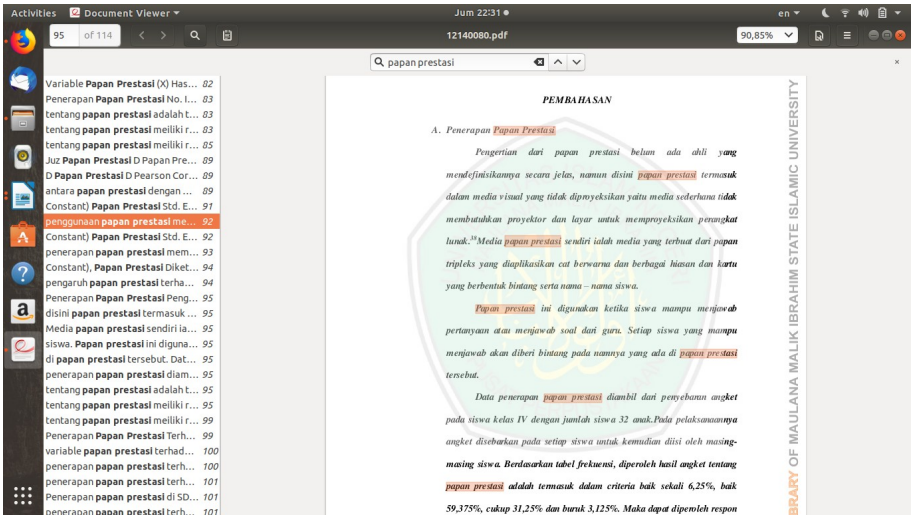 Activities Document Viewer
Jum 22:31
en
95 of 114
12140080.pdf
90,85%
papan prestasi
Variable Papan Prestasi (X) Has... 82
Penerapan Papan Prestasi No. I... 83
tentang papan prestasi adalah t... 83
tentang papan prestasi meiliki r... 83
tentang papan prestasi meiliki r... 85
Juz Papan Prestasi D Papan Pre... 89
D Papan Prestasi D Pearson Cor... 89
antara papan prestasi dengan ... 89
Constant) Papan Prestasi Std. E... 91
penggunaan papan prestasi me... 92
Constant) Papan Prestasi Std. E... 92
penerapan papan prestasi mem... 93
Constant), Papan Prestasi Diket... 94
pengaruh papan prestasi terha... 94
Penerapan Papan Prestasi Peng... 95
disini papan prestasi termasuk ... 95
Media papan prestasi sendiri ia... 95
siswa. Papan prestasi ini diguna... 95
di papan prestasi tersebut. Dat... 95
penerapan papan prestasi diam... 95
tentang papan prestasi adalah t... 95
tentang papan prestasi meiliki r... 95
tentang papan prestasi meiliki r... 99
Penerapan Papan Prestasi Terh... 99
variable papan prestasi terhad... 100
penerapan papan prestasi terh... 100
penerapan papan prestasi terh... 101
Penerapan papan prestasi di SD... 101
penerapan papan prestasi terh... 101
PEMBAHASAN
A. Penerapan Papan Prestasi
Pengertian dari papan prestasi belum ada ahli yang
mendefinisikannya secara jelas, namun disini papan prestasi termasuk
dalam media visual yang tidak diproyeksikan yaitu media sederhana tidak
membutuhkan proyektor dan layar untuk memproyeksikan perangkat
lunak.³⁸Media papan prestasi sendiri ialah media yang terbuat dari papan
tripleks yang diaplikasikan cat berwarna dan berbagai hiasan dan kartu
yang berbentuk bintang serta nama – nama siswa.
Papan prestasi ini digunakan ketika siswa mampu menjawab
pertanyaan atau menjawab soal dari guru. Setiap siswa yang mampu
menjawab akan diberi bintang pada namnya yang ada di papan prestasi
tersebut.
Data penerapan papan prestasi diambil dari penyebaran angket
pada siswa kelas IV dengan jumlah siswa 32 anak.Pada pelaksanaannya
angket disebarkan pada setiap siswa untuk kemudian diisi oleh masing-
masing siswa. Berdasarkan tabel frekuensi, diperoleh hasil angket tentang
papan prestasi adalah termasuk dalam criteria baik sekali 6,25%, baik
59,375%, cukup 31,25% dan buruk 3,125%. Maka dapat diperoleh respon
BRARY OF MAULANA MALIK IBRAHIM STATE ISLAMIC UNIVERSITY